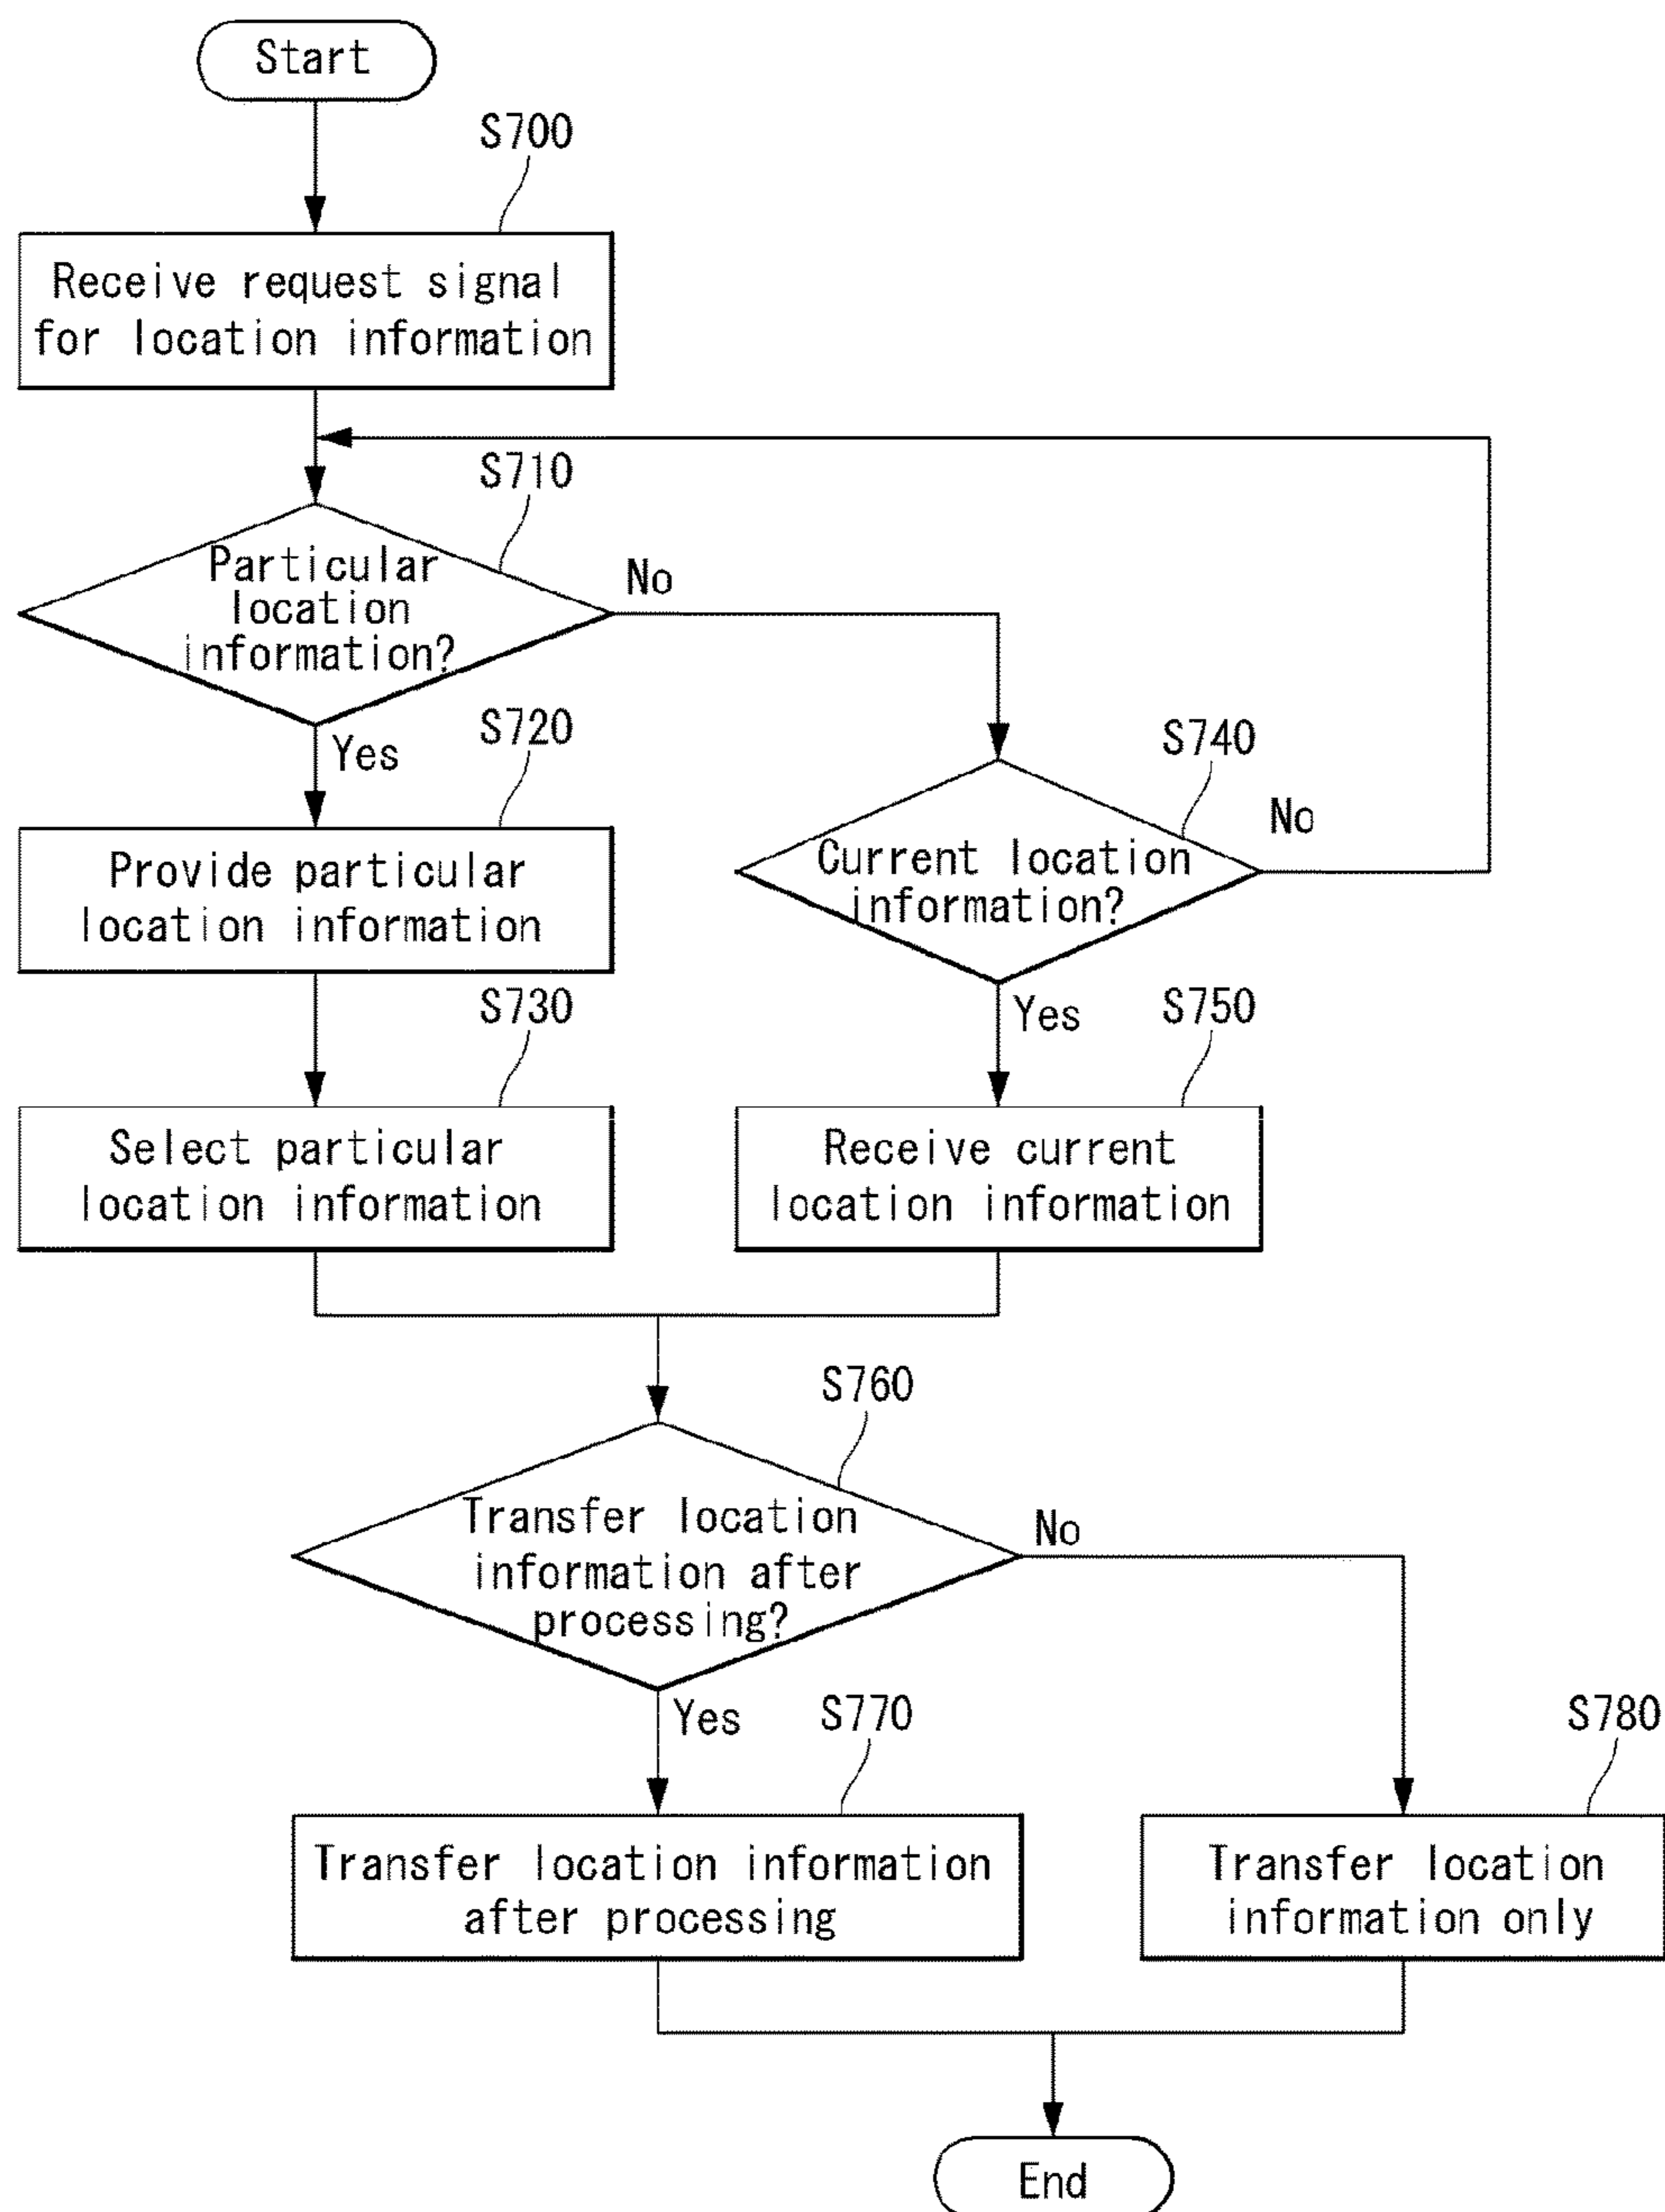 Start
S700
Receive request signal
for location information
S710
Particular
location
information?
No
Yes
S720
S740
No
Provide particular
location information
Current location
information?
S730
Yes
S750
Select particular
location information
Receive current
location information
S760
Transfer location
information after
processing?
No
Yes
S770
S780
Transfer location information
after processing
Transfer location
information only
End